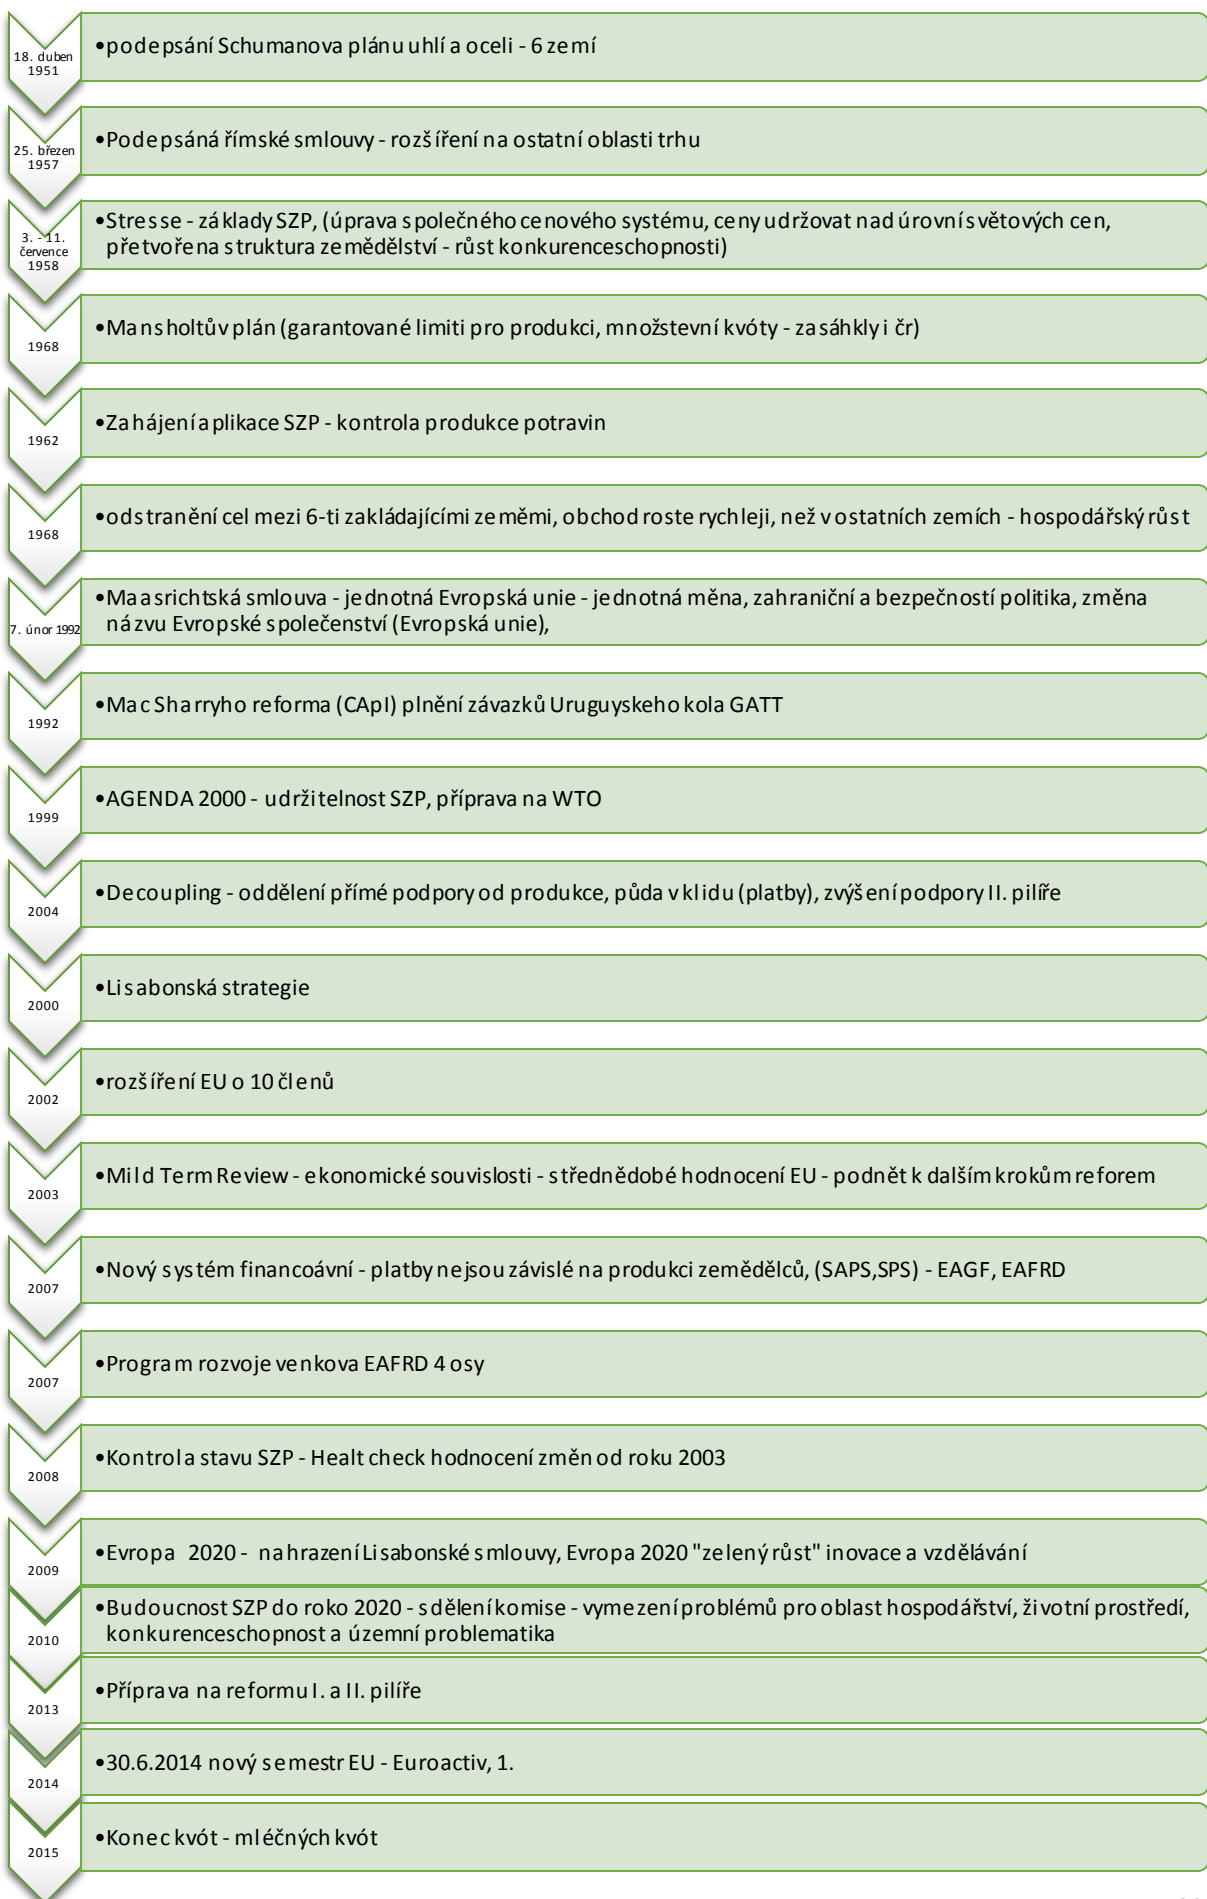 18. duben
1951
•podepsání Schumanova plánu uhlí a oceli - 6 zemí
25. březen
1957
•Podepsáná římské smlouvy - rozšíření na ostatní oblasti trhu
3. - 11.
července
1958
•Stresse - základy SZP, (úprava společného cenového systému, ceny udržovat nad úrovní světových cen,
přetvořena struktura zemědělství - růst konkurenceschopnosti)
1968
•Mansholtův plán (garantované limiti pro produkci, množstevní kvóty - zasáhkly i čr)
1962
•Zahájení aplikace SZP - kontrola produkce potravin
1968
•odstranění cel mezi 6-ti zakládajícími zeměmi, obchod roste rychleji, než v ostatních zemích - hospodářský růst
7. únor 1992
•Maasrichtská smlouva - jednotná Evropská unie - jednotná měna, zahraniční a bezpečností politika, změna
názvu Evropské společenství (Evropská unie),
1992
•Mac Sharryho reforma (CApI) plnění závazků Uruguyskeho kola GATT
1999
•AGENDA 2000 - udržitelnost SZP, příprava na WTO
2004
•Decoupling - oddělení přímé podpory od produkce, půda v klidu (platby), zvýšení podpory II. pilíře
2000
•Lisabonská strategie
2002
•rozšíření EU o 10 členů
2003
•Mild Term Review - ekonomické souvislosti - střednědobé hodnocení EU - podnět k dalším krokům reforem
2007
•Nový systém financoávní - platby nejsou závislé na produkci zemědělců, (SAPS,SPS) - EAGF, EAFRD
2007
•Program rozvoje venkova EAFRD 4 osy
2008
•Kontrola stavu SZP - Healt check hodnocení změn od roku 2003
2009
•Evropa 2020 - nahrazení Lisabonské smlouvy, Evropa 2020 "zelený růst" inovace a vzdělávání
2010
•Budoucnost SZP do roko 2020 - sdělení komise - vymezení problémů pro oblast hospodářství, životní prostředí,
konkurenceschopnost a územní problematika
2013
•Příprava na reformu I. a II. pilíře
2014
•30.6.2014 nový semestr EU - Euroactiv, 1.
2015
•Konec kvót - mléčných kvót